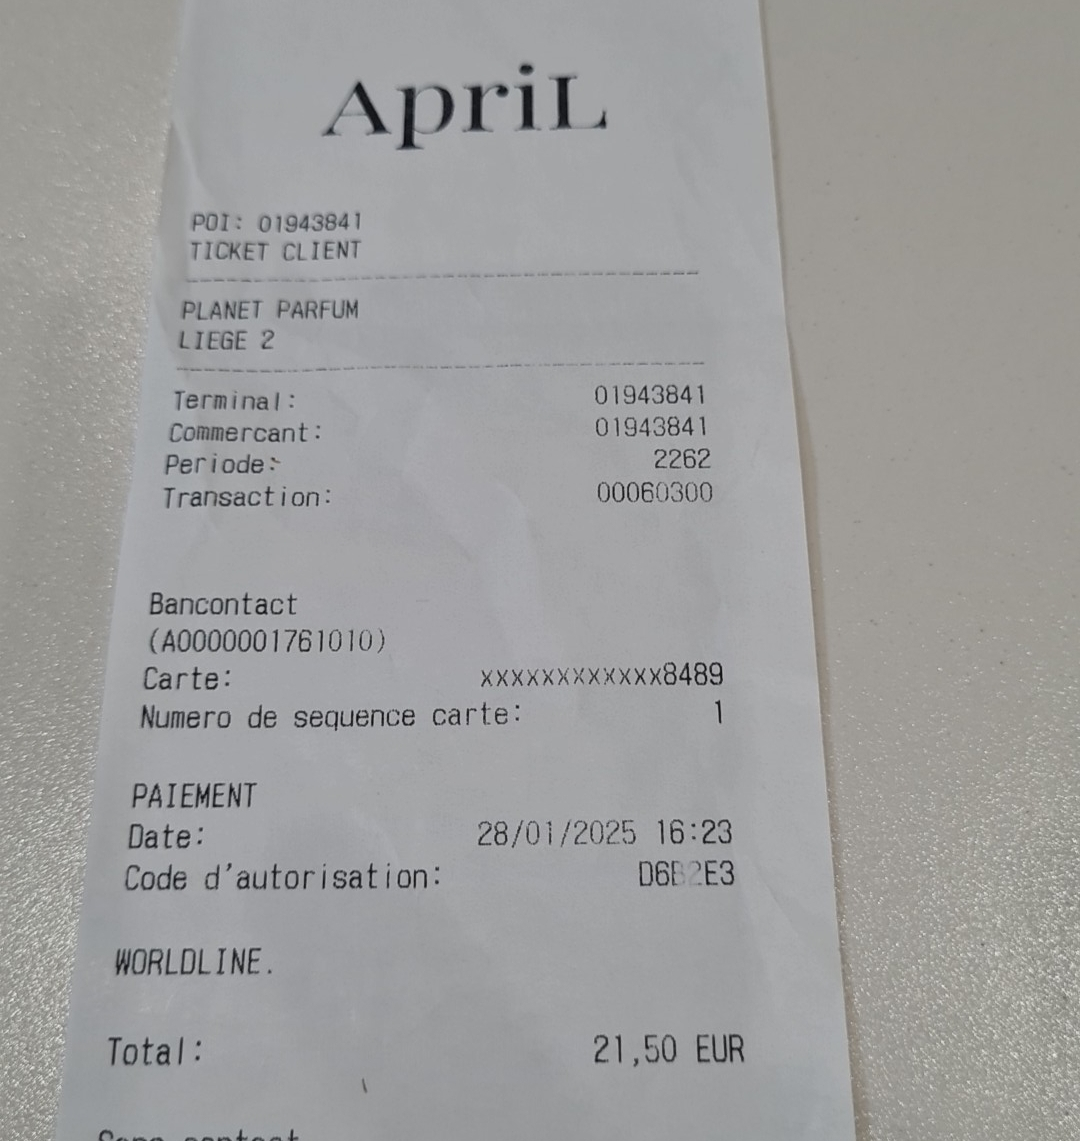 ApriL
POI: 01943841
TICKET CLIENT
PLANET PARFUM
LIEGE 2
Terminal: 01943841
Commercant: 01943841
Periode: 2262
Transaction: 00060300
Bancontact
(A0000001761010)
Carte: xxxxxxxxxxxx8489
Numero de sequence carte: 1
PAIEMENT
Date: 28/01/2025 16:23
Code d'autorisation:
WORLDLINE.
Total: 21,50 EUR